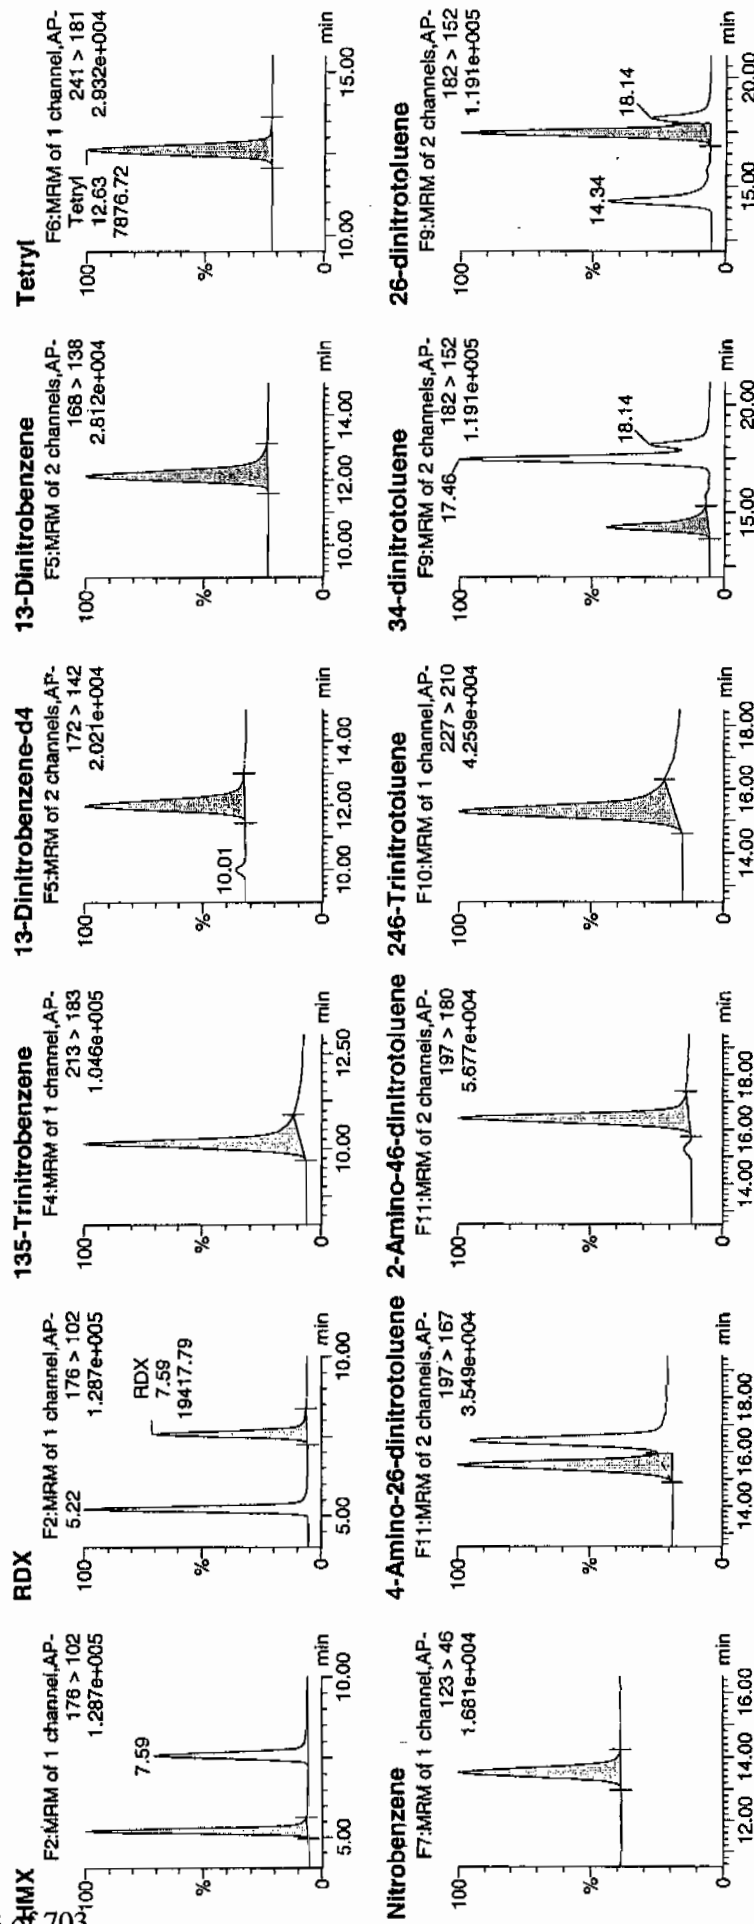 HMX
F2:MRM of 1 channel,AP-
176 > 102
1.287e+005
100
%
0
7.59
5.00
10.00
min
RDX
F2:MRM of 1 channel,AP-
176 > 102
1.287e+005
100
%
0
5.22
RDX
7.59
19417.79
5.00
10.00
min
135-Trinitrobenzene
F4:MRM of 1 channel,AP-
213 > 183
1.046e+005
100
%
0
10.00
12.50
min
13-Dinitrobenzene-d4
F5:MRM of 2 channels,AP-
172 > 142
2.021e+004
100
%
0
10.01
10.00
12.00
14.00
min
13-Dinitrobenzene
F5:MRM of 2 channels,AP-
168 > 138
2.812e+004
100
%
0
10.00
12.00
14.00
min
Tetryl
F6:MRM of 1 channel,AP-
241 > 181
2.932e+004
100
%
0
Tetryl
12.63
7876.72
10.00
15.00
min
Nitrobenzene
F7:MRM of 1 channel,AP-
123 > 46
1.681e+004
100
%
0
12.00
14.00
16.00
min
4-Amino-26-dinitrotoluene
F11:MRM of 2 channels,AP-
197 > 167
3.549e+004
100
%
0
14.00
16.00
18.00
min
2-Amino-46-dinitrotoluene
F11:MRM of 2 channels,AP-
197 > 180
5.677e+004
100
%
0
14.00
16.00
18.00
min
246-Trinitrotoluene
F10:MRM of 1 channel,AP-
227 > 210
4.259e+004
100
%
0
14.00
16.00
18.00
min
34-dinitrotoluene
F9:MRM of 2 channels,AP-
182 > 152
1.191e+005
100
%
0
17.46
18.14
15.00
20.00
min
26-dinitrotoluene
F9:MRM of 2 channels,AP-
182 > 152
1.191e+005
100
%
0
14.34
18.14
15.00
20.00
min
703